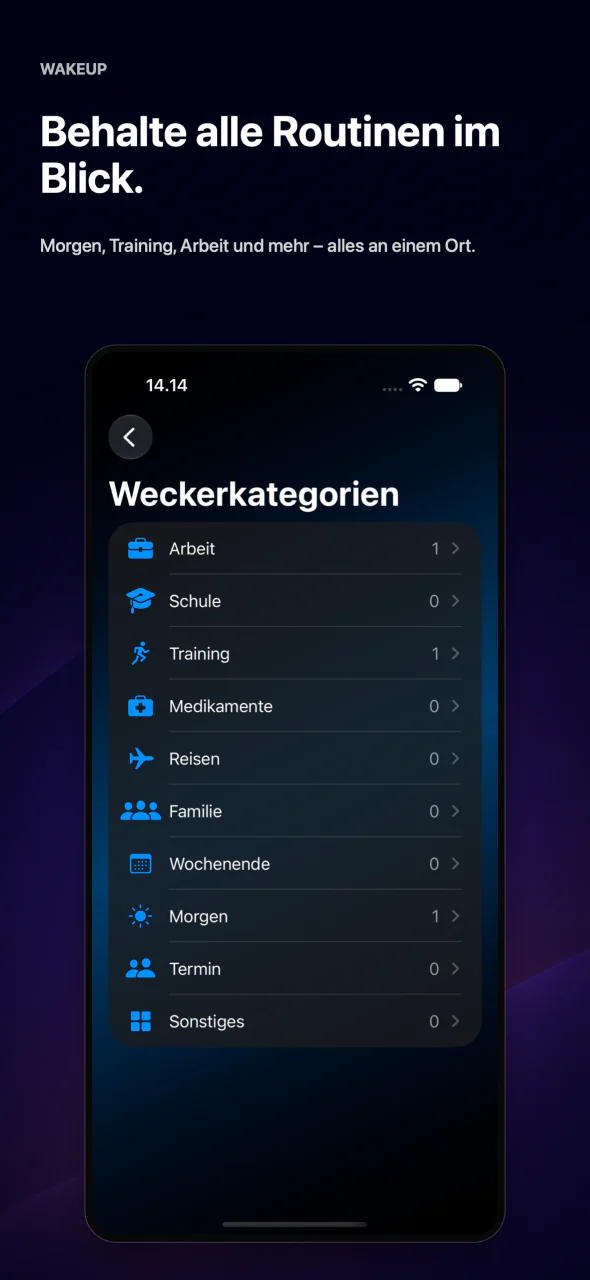 WAKEUP
Behalte alle Routinen im
Blick.
Morgen, Training, Arbeit und mehr – alles an einem Ort.
14.14
Weckerkategorien
Arbeit 1
Schule 0
Training 1
Medikamente 0
Reisen 0
Familie 0
Wochenende 0
Morgen 1
Termin 0
Sonstiges 0